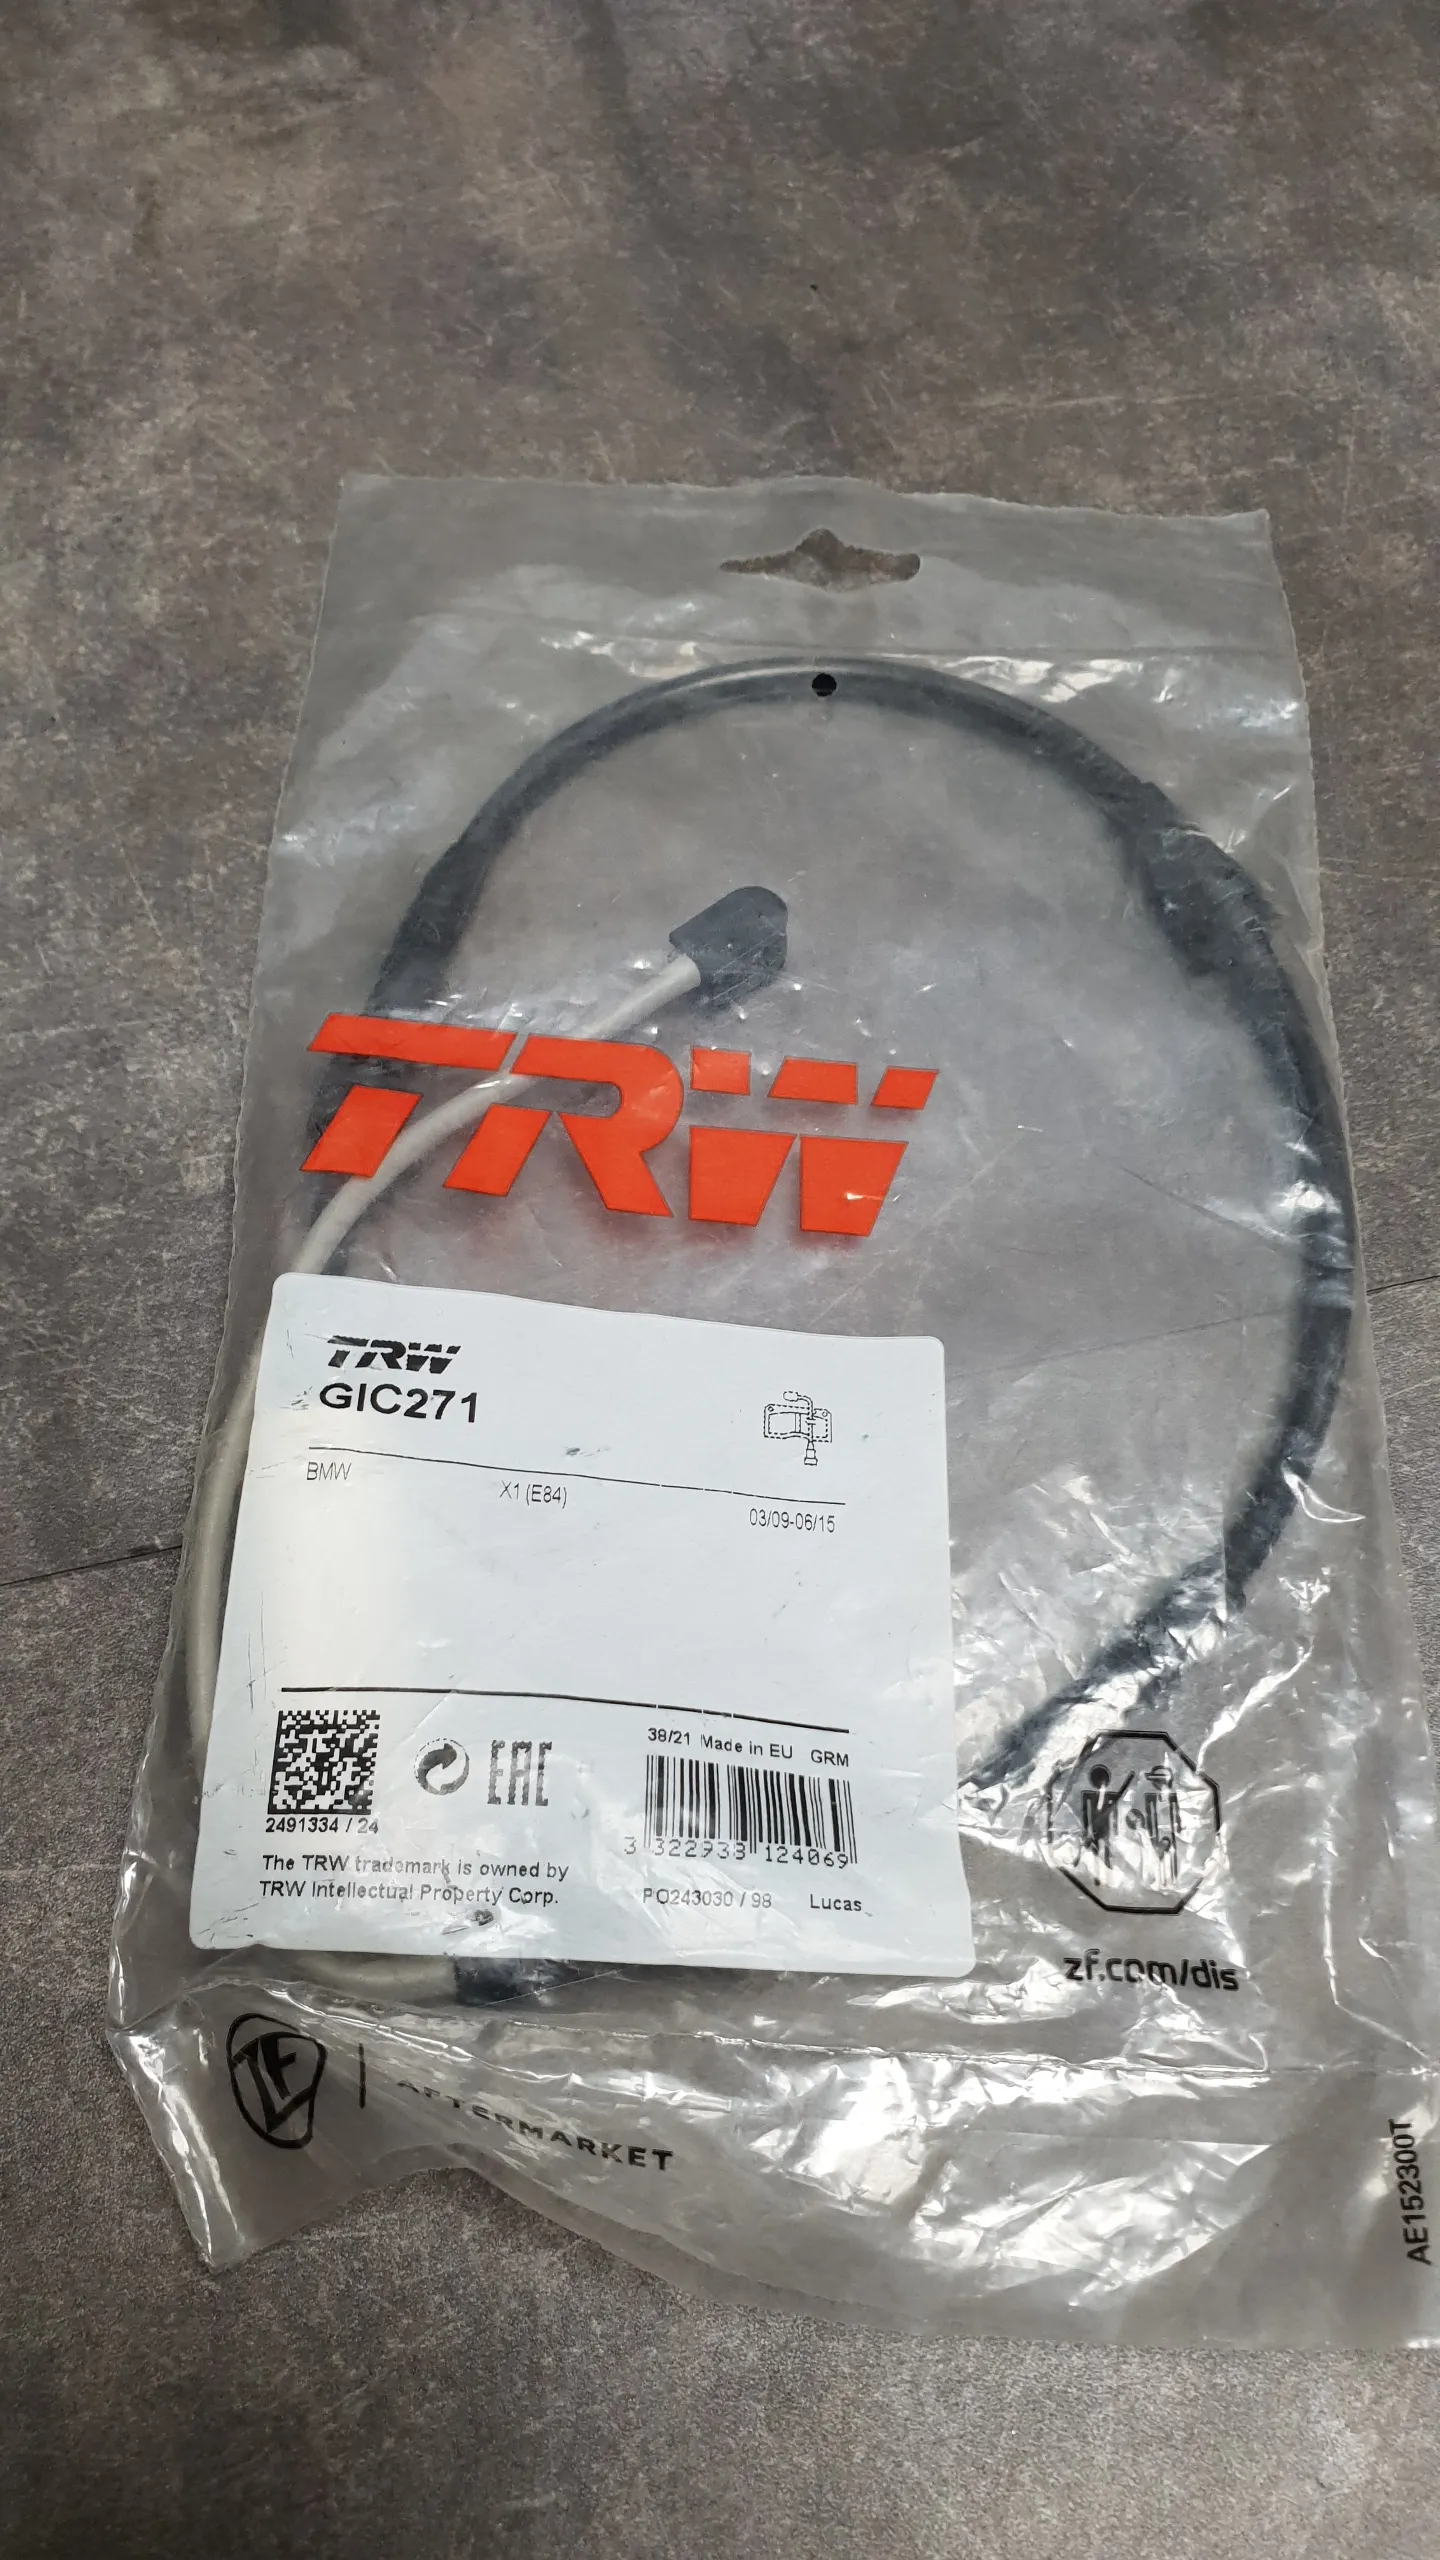 TRW
TRW
GIC271
BMW X1 (E84) 03/09-06/15
38/21 Made in EU GRM
EAC
2491334 / 24
3 322938 124069
The TRW trademark is owned by
TRW Intellectual Property Corp.
PO243030 / 98 Lucas
zf.com/dis
ZF | AFTERMARKET
AE152300T